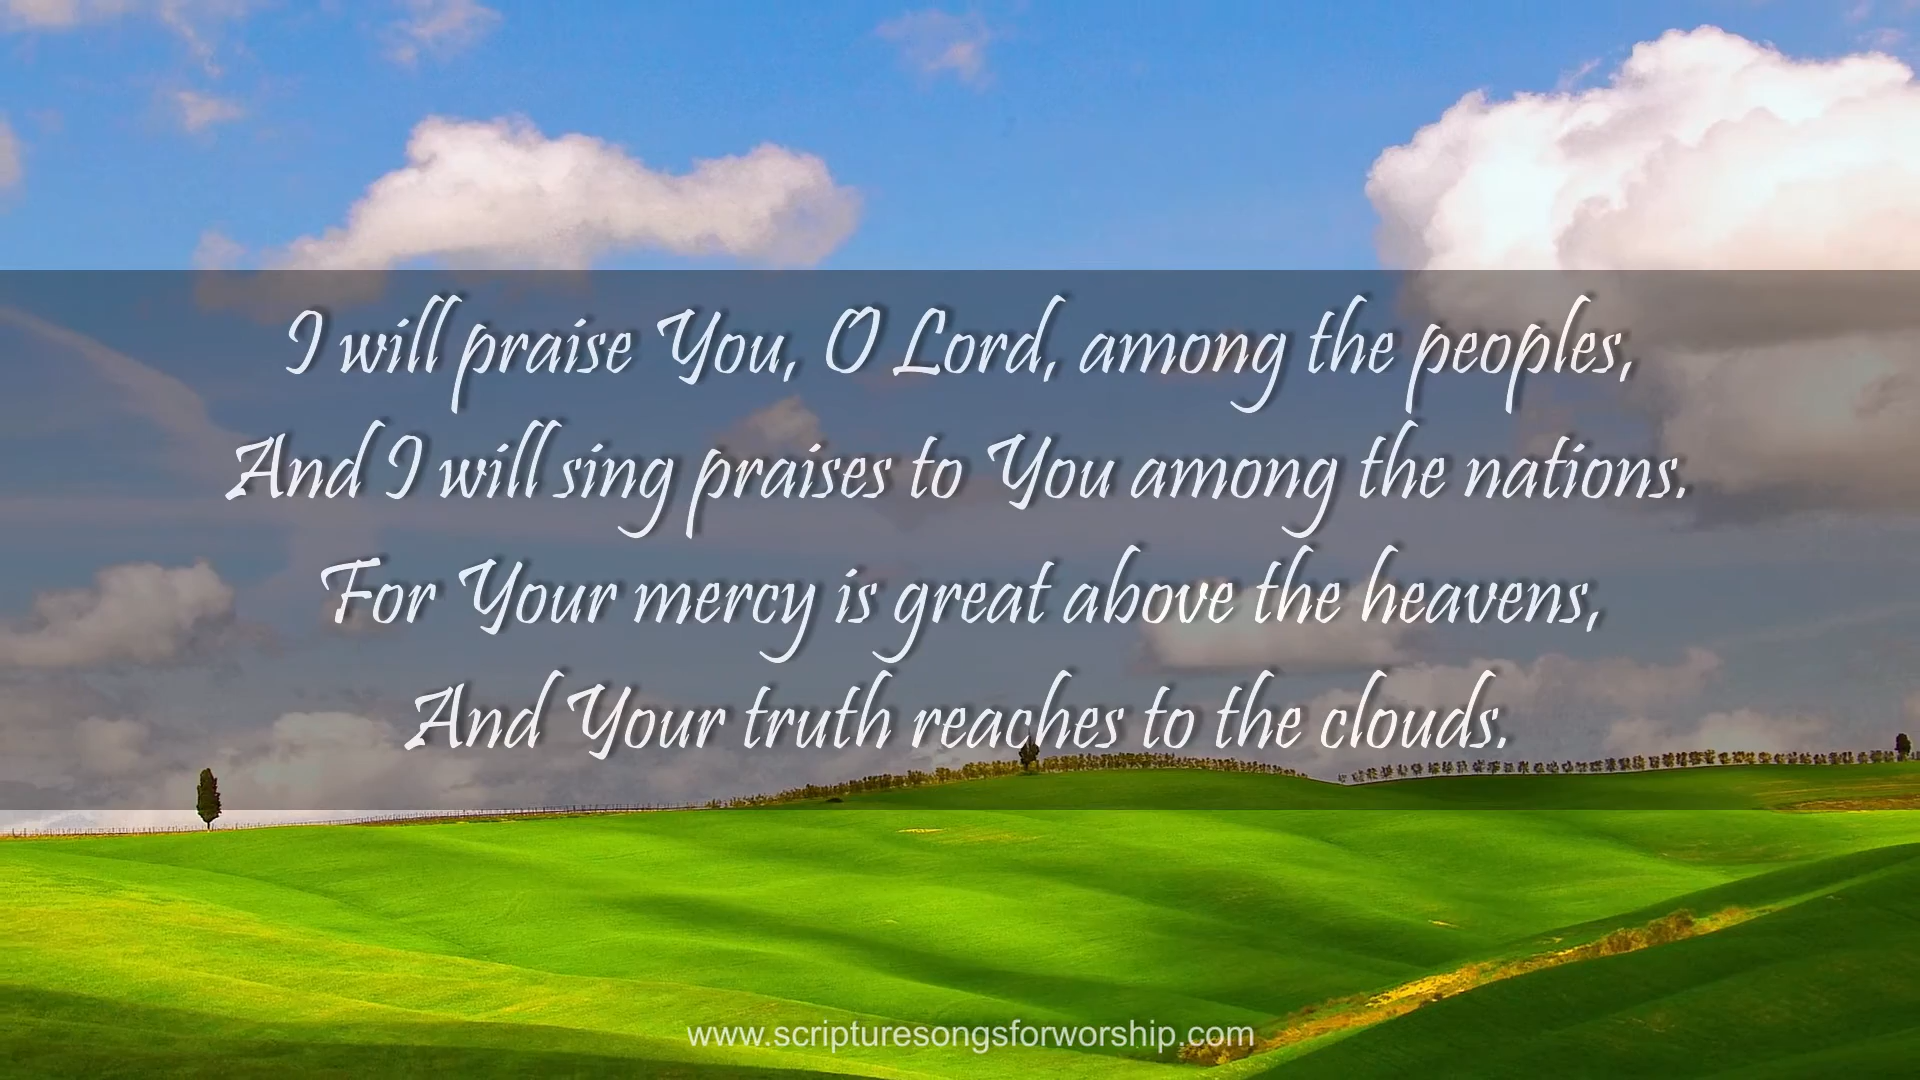 I will praise You, O Lord, among the peoples,
And I will sing praises to You among the nations.
For Your mercy is great above the heavens,
And Your truth reaches to the clouds.
www.scripturesongsforworship.com